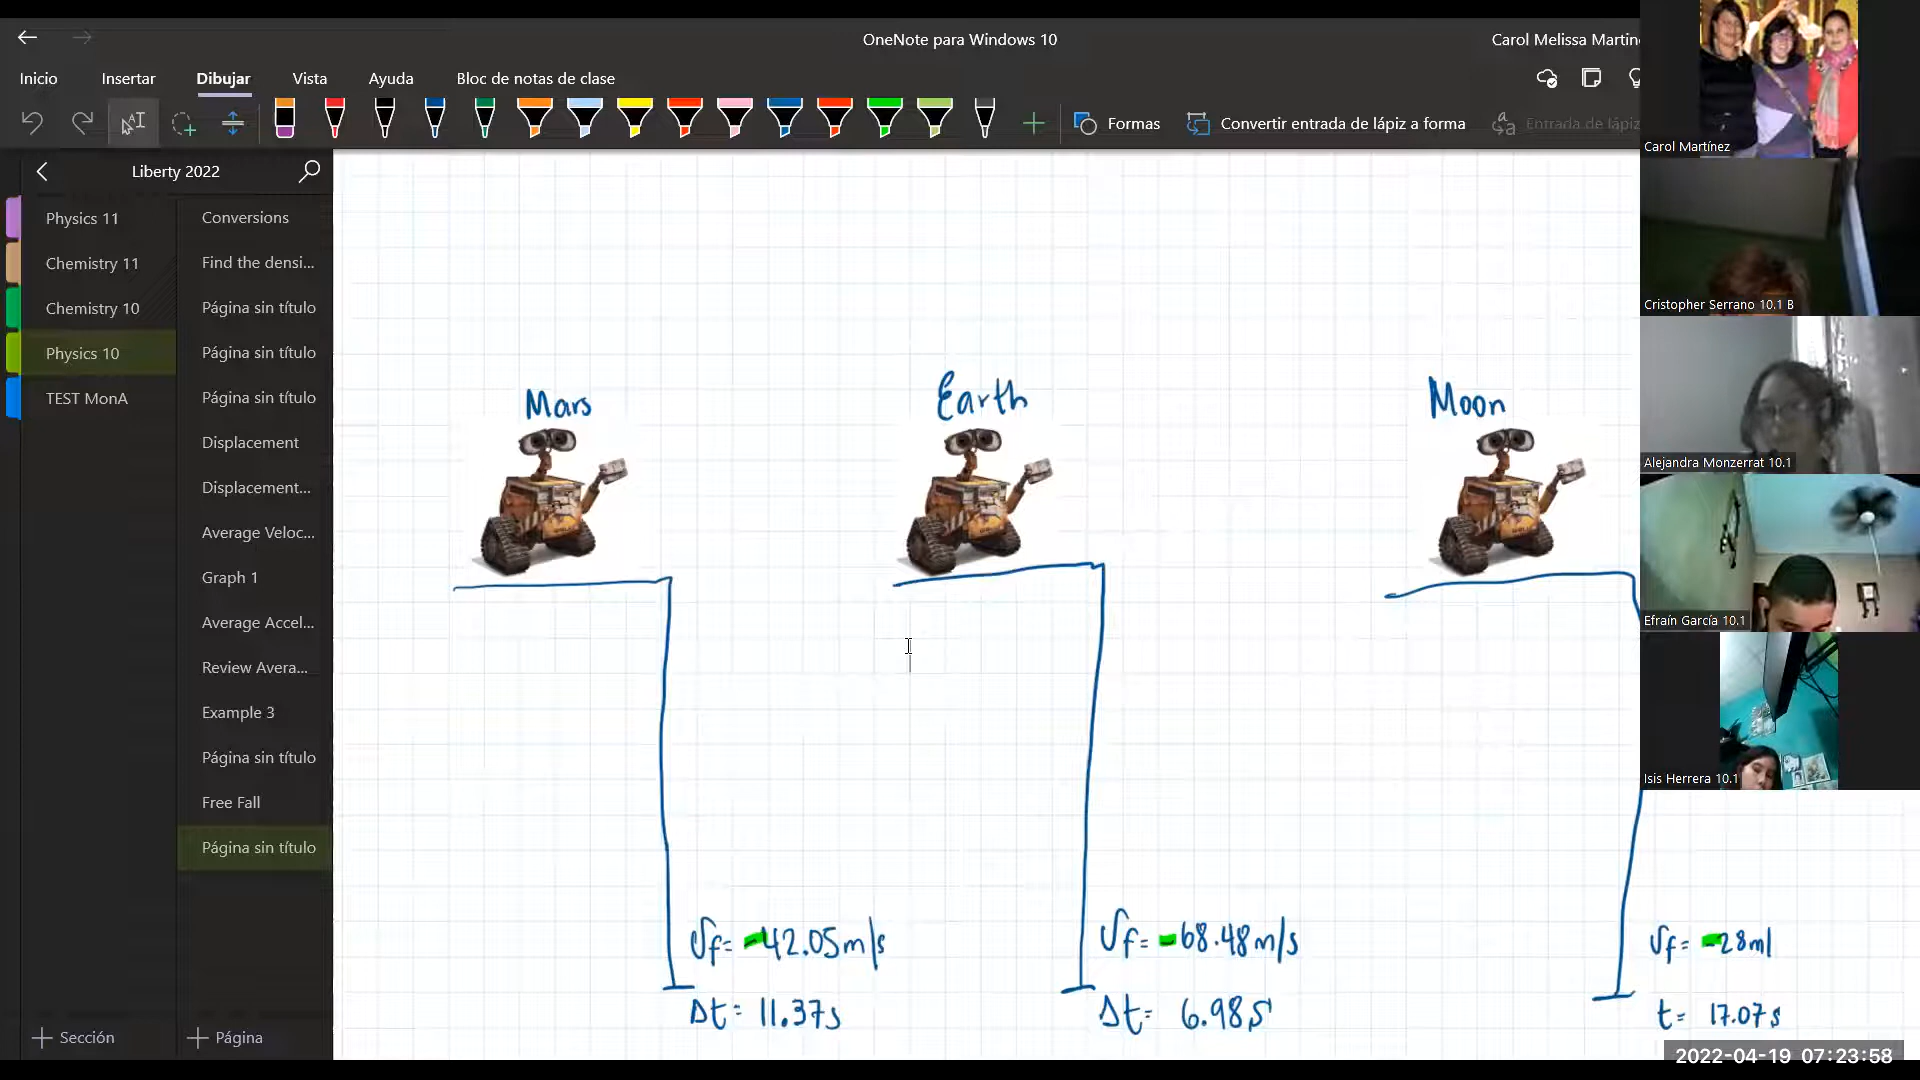 OneNote para Windows 10
Carol Melissa Martin
Inicio Insertar Dibujar Vista Ayuda Bloc de notas de clase
Formas Convertir entrada de lápiz a forma Entrada de lápiz
Liberty 2022
Physics 11
Chemistry 11
Chemistry 10
Physics 10
TEST MonA
Conversions
Find the densi...
Página sin título
Página sin título
Página sin título
Displacement
Displacement...
Average Veloc...
Graph 1
Average Accel...
Review Avera...
Example 3
Página sin título
Free Fall
Página sin título
Sección
Página
Mars
Earth
Moon
Vf= -42.05m/s
Δt= 11.37s
Vf= -68.48m/s
Δt= 6.98s
Vf= -28m/
t= 17.07s
Carol Martínez
Cristopher Serrano 10.1 B
Alejandra Monzerrat 10.1
Efraín García 10.1
Isis Herrera 10.1
2022-04-19 07:23:58